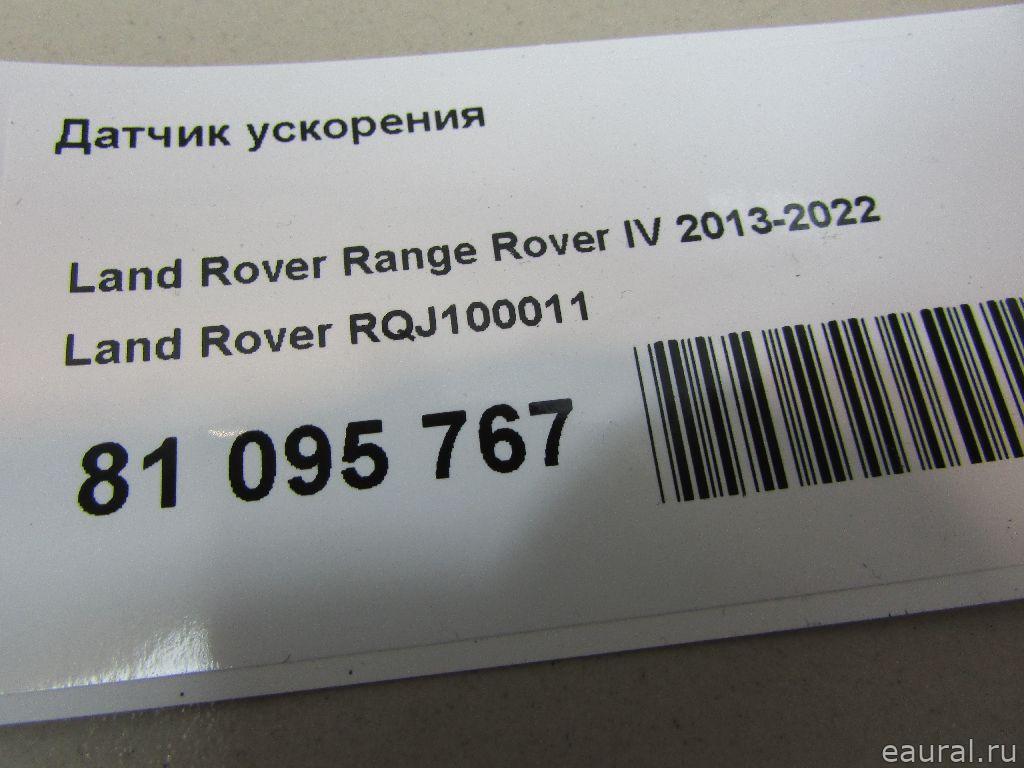 Датчик ускорения
Land Rover Range Rover IV 2013-2022
Land Rover RQJ100011
81 095 767
eaural.ru